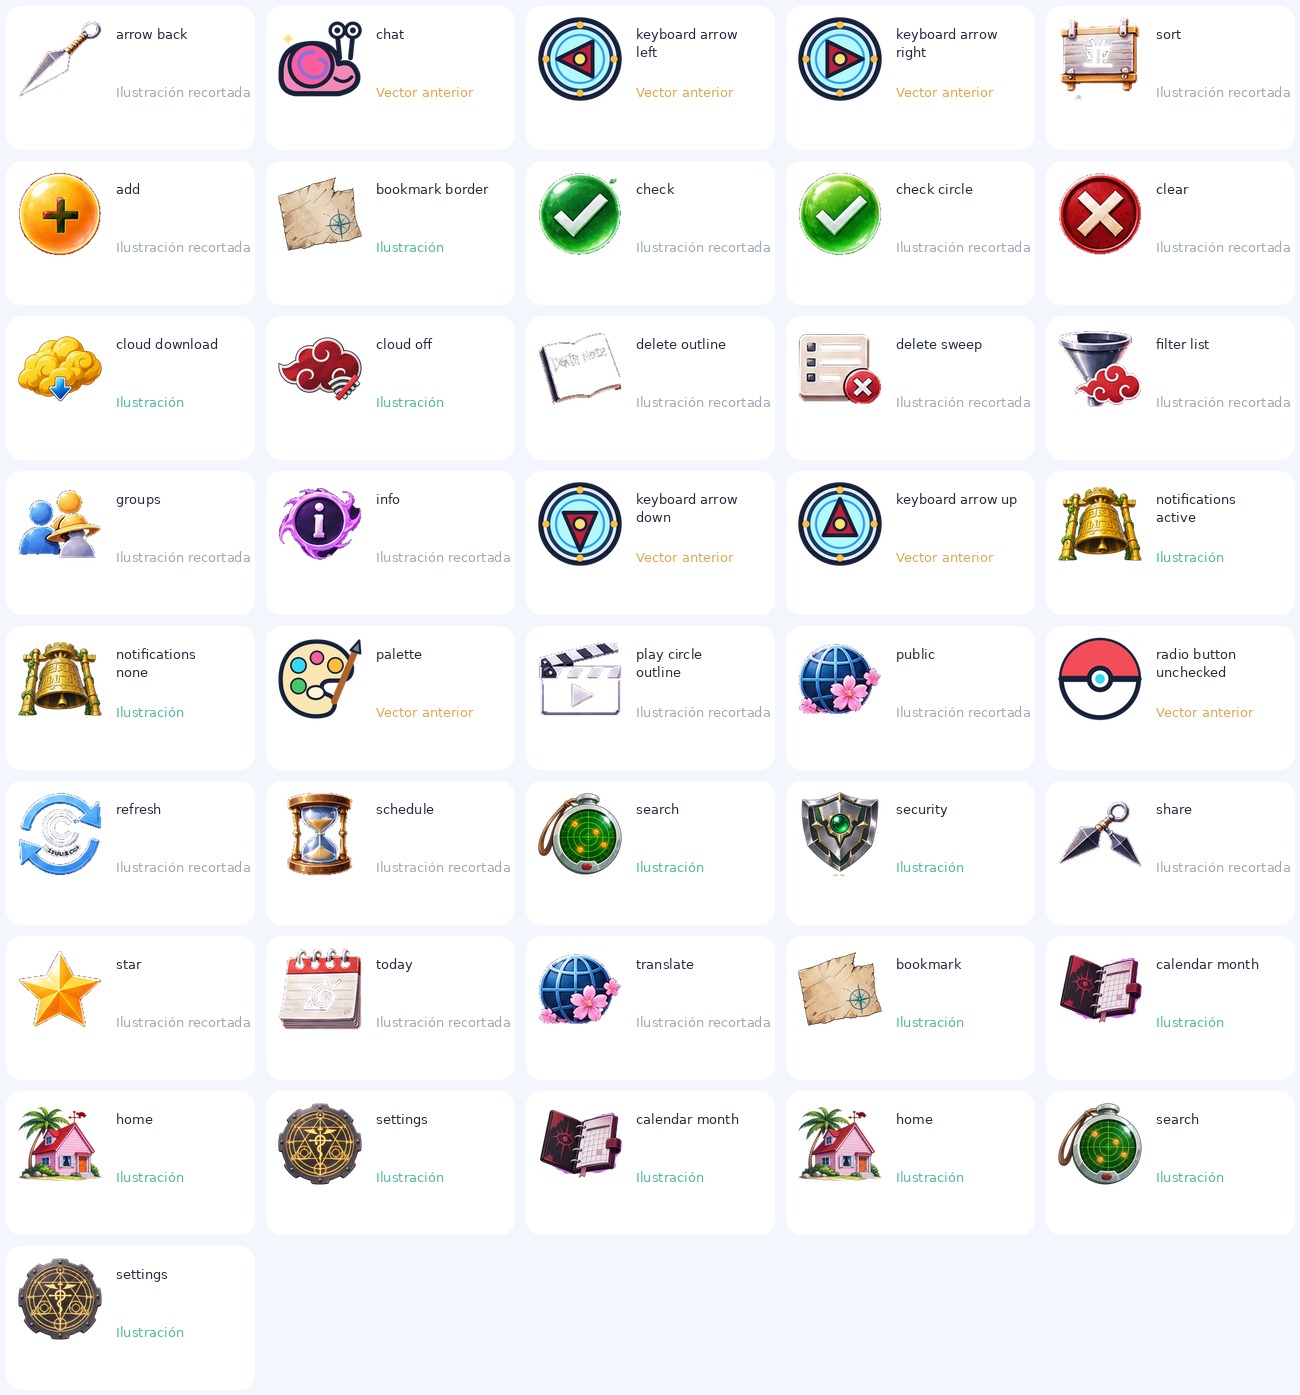 arrow back
Ilustración recortada
chat
Vector anterior
keyboard arrow
left
Vector anterior
keyboard arrow
right
Vector anterior
sort
Ilustración recortada
add
Ilustración recortada
bookmark border
Ilustración
check
Ilustración recortada
check circle
Ilustración recortada
clear
Ilustración recortada
cloud download
Ilustración
cloud off
Ilustración
Death Note
delete outline
Ilustración recortada
delete sweep
Ilustración recortada
filter list
Ilustración recortada
groups
Ilustración recortada
i
info
Ilustración recortada
keyboard arrow
down
Vector anterior
keyboard arrow up
Vector anterior
notifications
active
Ilustración
notifications
none
Ilustración
palette
Vector anterior
play circle
outline
Ilustración recortada
public
Ilustración recortada
radio button
unchecked
Vector anterior
refresh
Ilustración recortada
schedule
Ilustración recortada
search
Ilustración
security
Ilustración
share
Ilustración recortada
star
Ilustración recortada
today
Ilustración recortada
translate
Ilustración recortada
bookmark
Ilustración
calendar month
Ilustración
home
Ilustración
settings
Ilustración
calendar month
Ilustración
home
Ilustración
search
Ilustración
settings
Ilustración